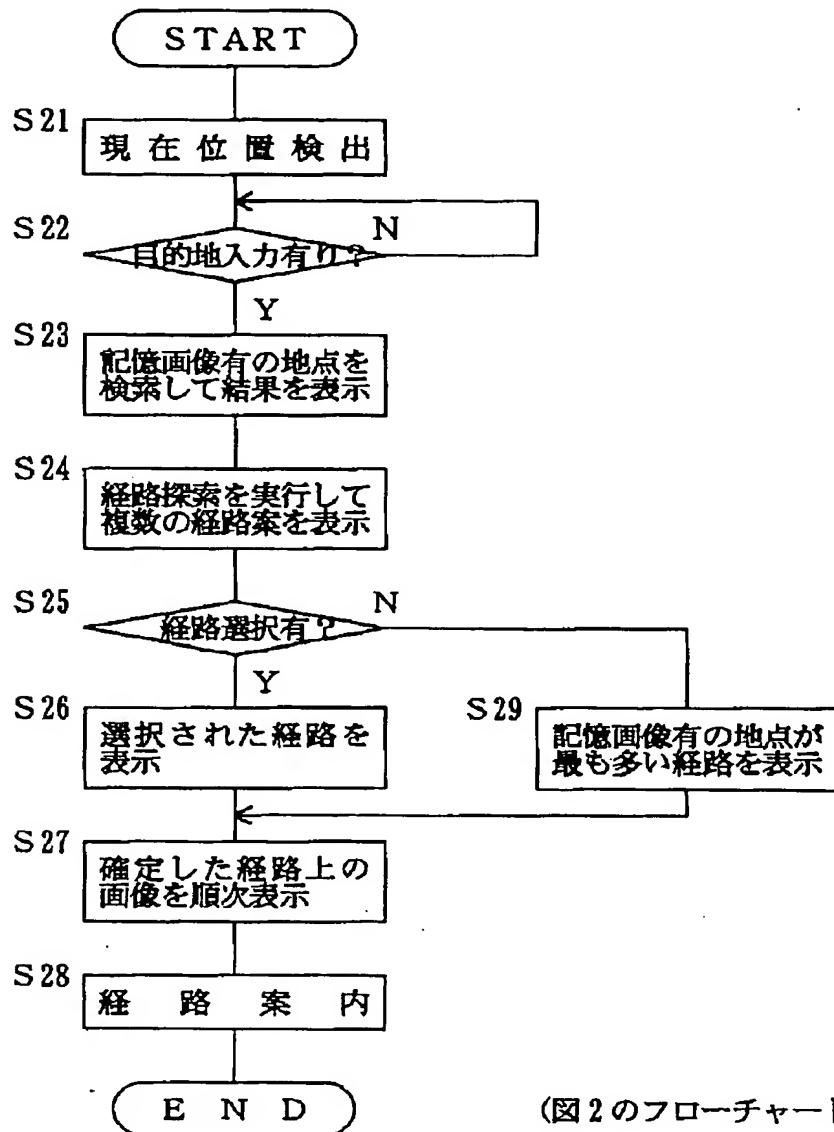 START
S21
現在位置検出
S22
目的地入力有り?
N
Y
S23
記憶画像有の地点を
検索して結果を表示
S24
経路探索を実行して
複数の経路案を表示
S25
経路選択有?
N
Y
S26
選択された経路を
表示
S29
記憶画像有の地点が
最も多い経路を表示
S27
確定した経路上の
画像を順次表示
S28
経路案内
END
(図2のフローチャート